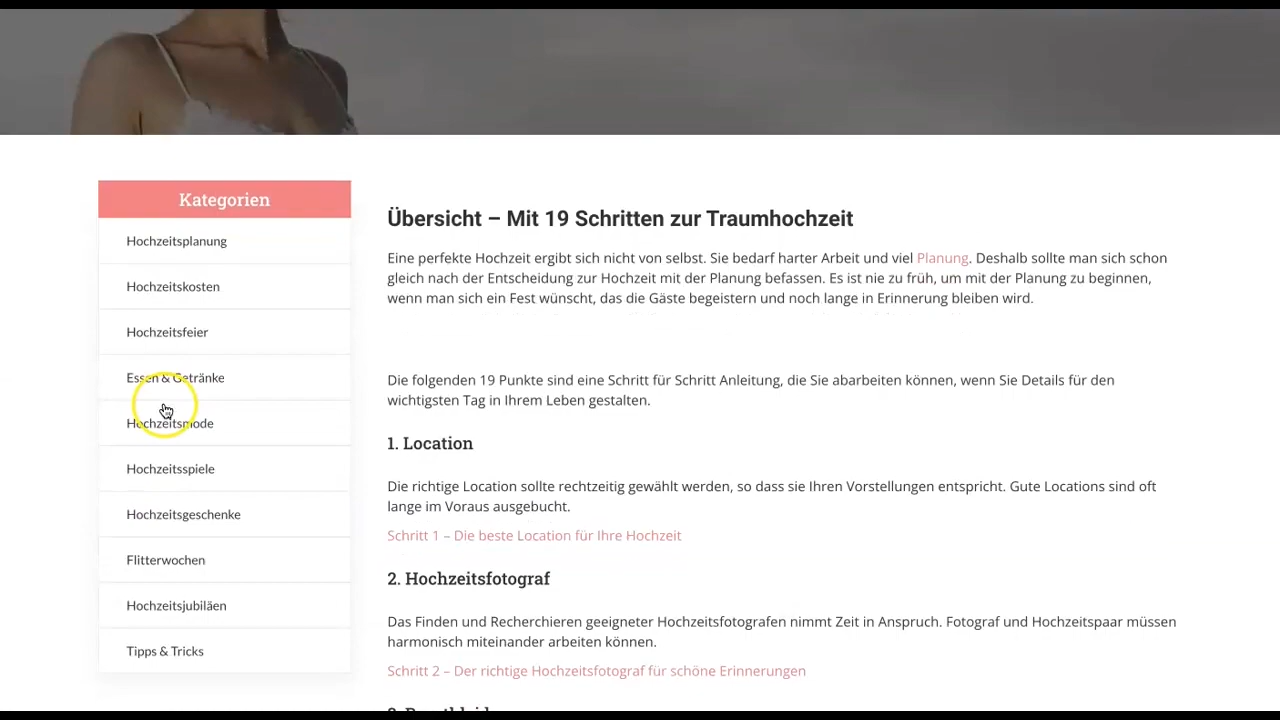 Kategorien
Hochzeitsplanung
Hochzeitskosten
Hochzeitsfeier
Essen & Getränke
Hochzeitsmode
Hochzeitsspiele
Hochzeitsgeschenke
Flitterwochen
Hochzeitsjubiläen
Tipps & Tricks
Übersicht – Mit 19 Schritten zur Traumhochzeit
Eine perfekte Hochzeit ergibt sich nicht von selbst. Sie bedarf harter Arbeit und viel Planung. Deshalb sollte man sich schon
gleich nach der Entscheidung zur Hochzeit mit der Planung befassen. Es ist nie zu früh, um mit der Planung zu beginnen,
wenn man sich ein Fest wünscht, das die Gäste begeistern und noch lange in Erinnerung bleiben wird.
Die folgenden 19 Punkte sind eine Schritt für Schritt Anleitung, die Sie abarbeiten können, wenn Sie Details für den
wichtigsten Tag in Ihrem Leben gestalten.
1. Location
Die richtige Location sollte rechtzeitig gewählt werden, so dass sie Ihren Vorstellungen entspricht. Gute Locations sind oft
lange im Voraus ausgebucht.
Schritt 1 – Die beste Location für Ihre Hochzeit
2. Hochzeitsfotograf
Das Finden und Recherchieren geeigneter Hochzeitsfotografen nimmt Zeit in Anspruch. Fotograf und Hochzeitspaar müssen
harmonisch miteinander arbeiten können.
Schritt 2 – Der richtige Hochzeitsfotograf für schöne Erinnerungen